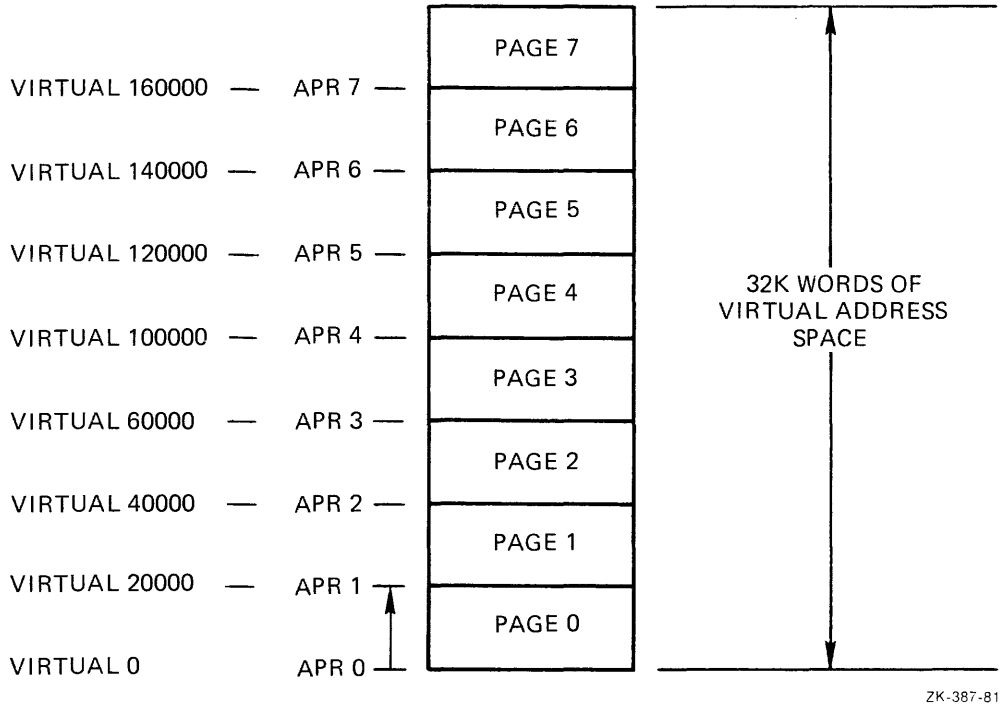 PAGE 7
VIRTUAL 160000 — APR 7 —
PAGE 6
VIRTUAL 140000 — APR 6 —
PAGE 5
VIRTUAL 120000 — APR 5 —
PAGE 4
32K WORDS OF
VIRTUAL ADDRESS
SPACE
VIRTUAL 100000 — APR 4 —
PAGE 3
VIRTUAL 60000 — APR 3 —
PAGE 2
VIRTUAL 40000 — APR 2 —
PAGE 1
VIRTUAL 20000 — APR 1 —
PAGE 0
VIRTUAL 0 APR 0 —
ZK-387-81